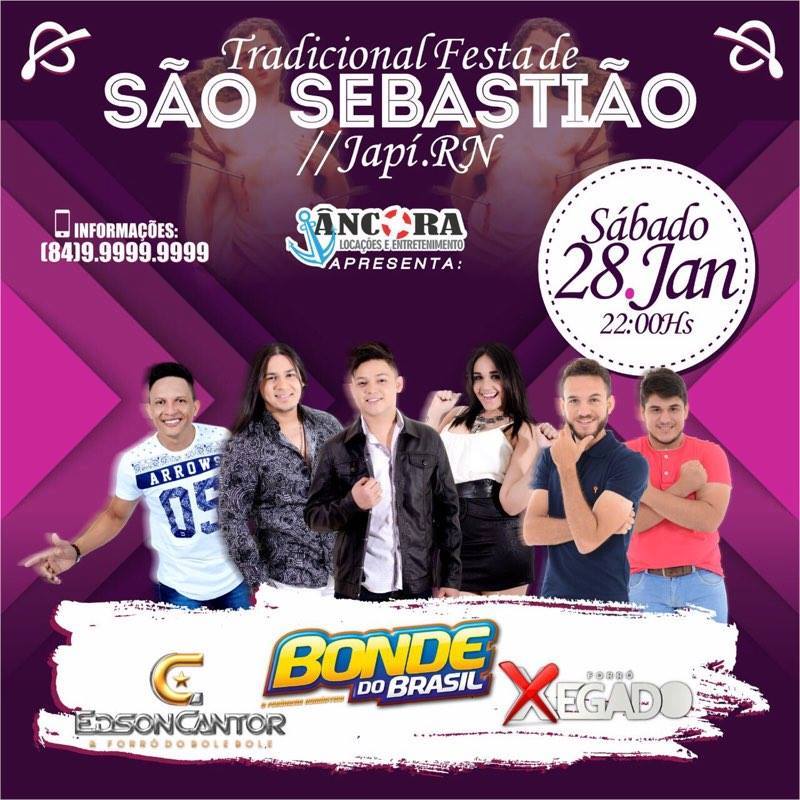 Tradicional Festa de
SÃO SEBASTIÃO
//Japí.RN
INFORMAÇÕES:
(84)9.9999.9999
ÂNCORA
LOCAÇÕES E ENTRETENIMENTO
APRESENTA:
Sábado
28.Jan
22:00Hs
ARROWS
05
EDSON CANTOR
& FORRÓ DO BOLE BOLE
BONDE
DO BRASIL
FORRÓ
XEGADO